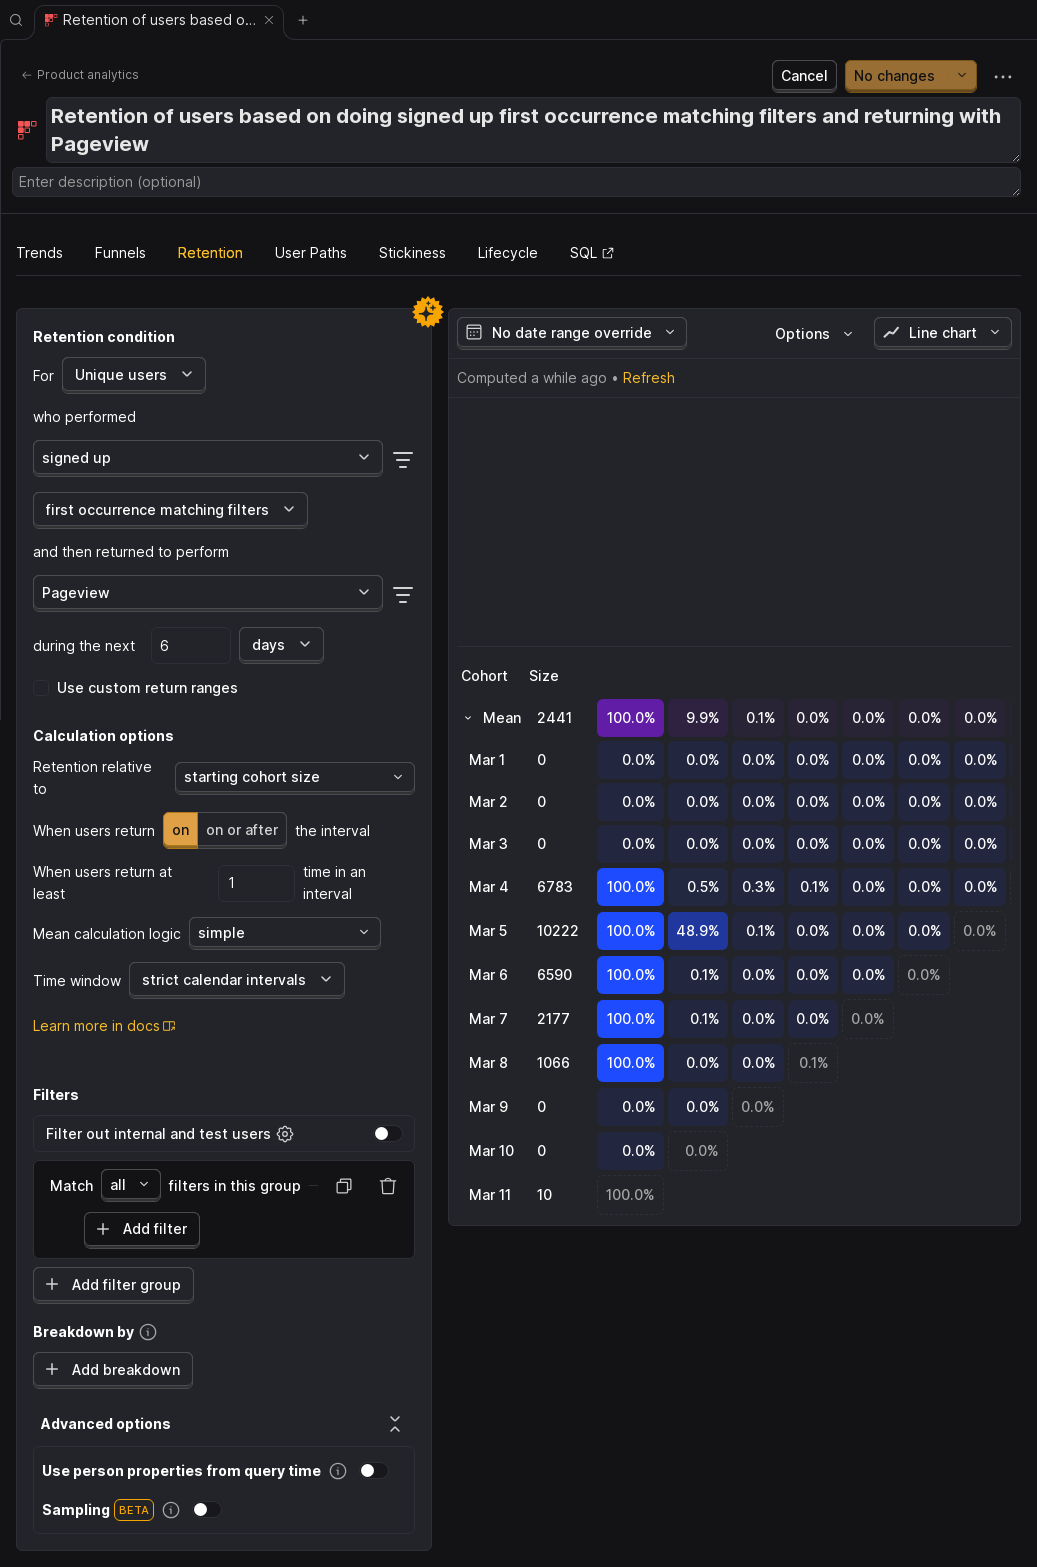 Retention of users based o...
Product analytics
Cancel
No changes
Retention of users based on doing signed up first occurrence matching filters and returning with
Pageview
Enter description (optional)
Trends Funnels Retention User Paths Stickiness Lifecycle SQL
Retention condition
For Unique users
who performed
signed up
first occurrence matching filters
and then returned to perform
Pageview
during the next 6 days
Use custom return ranges
Calculation options
Retention relative
to
starting cohort size
When users return on on or after the interval
When users return at
least
1
time in an
interval
Mean calculation logic simple
Time window strict calendar intervals
Learn more in docs
Filters
Filter out internal and test users
Match all filters in this group
Add filter
Add filter group
Breakdown by
Add breakdown
Advanced options
Use person properties from query time
Sampling BETA
No date range override Options Line chart
Computed a while ago • Refresh
Cohort Size
Mean 2441 100.0% 9.9% 0.1% 0.0% 0.0% 0.0% 0.0%
Mar 1 0 0.0% 0.0% 0.0% 0.0% 0.0% 0.0% 0.0%
Mar 2 0 0.0% 0.0% 0.0% 0.0% 0.0% 0.0% 0.0%
Mar 3 0 0.0% 0.0% 0.0% 0.0% 0.0% 0.0% 0.0%
Mar 4 6783 100.0% 0.5% 0.3% 0.1% 0.0% 0.0% 0.0%
Mar 5 10222 100.0% 48.9% 0.1% 0.0% 0.0% 0.0% 0.0%
Mar 6 6590 100.0% 0.1% 0.0% 0.0% 0.0% 0.0%
Mar 7 2177 100.0% 0.1% 0.0% 0.0% 0.0%
Mar 8 1066 100.0% 0.0% 0.0% 0.1%
Mar 9 0 0.0% 0.0% 0.0%
Mar 10 0 0.0% 0.0%
Mar 11 10 100.0%